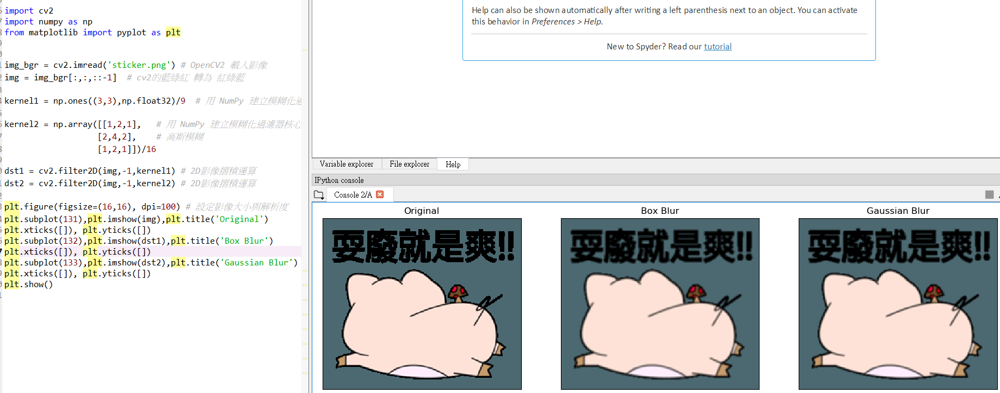 import cv2
import numpy as np
from matplotlib import pyplot as plt
img_bgr = cv2.imread('sticker.png') # OpenCV2 載入影像
img = img_bgr[:,:,::-1]  # cv2的藍綠紅 轉為 紅綠藍
kernel1 = np.ones((3,3),np.float32)/9  # 用 NumPy 建立模糊化過
kernel2 = np.array([[1,2,1],   # 用 NumPy 建立模糊化過濾器核心
[2,4,2],    # 高斯模糊
[1,2,1]])/16
dst1 = cv2.filter2D(img,-1,kernel1) # 2D影像摺積運算
dst2 = cv2.filter2D(img,-1,kernel2) # 2D影像摺積運算
plt.figure(figsize=(16,16), dpi=100) # 設定影像大小與解析度
plt.subplot(131),plt.imshow(img),plt.title('Original')
plt.xticks([]), plt.yticks([])
plt.subplot(132),plt.imshow(dst1),plt.title('Box Blur')
plt.xticks([]), plt.yticks([])
plt.subplot(133),plt.imshow(dst2),plt.title('Gaussian Blur')
plt.xticks([]), plt.yticks([])
plt.show()
Help can also be shown automatically after writing a left parenthesis next to an object. You can activate
this behavior in Preferences > Help.
New to Spyder? Read our tutorial
Variable explorer File explorer Help
IPython console
Console 2/A
Original Box Blur Gaussian Blur
耍廢就是爽!! 耍廢就是爽!! 耍廢就是爽!!